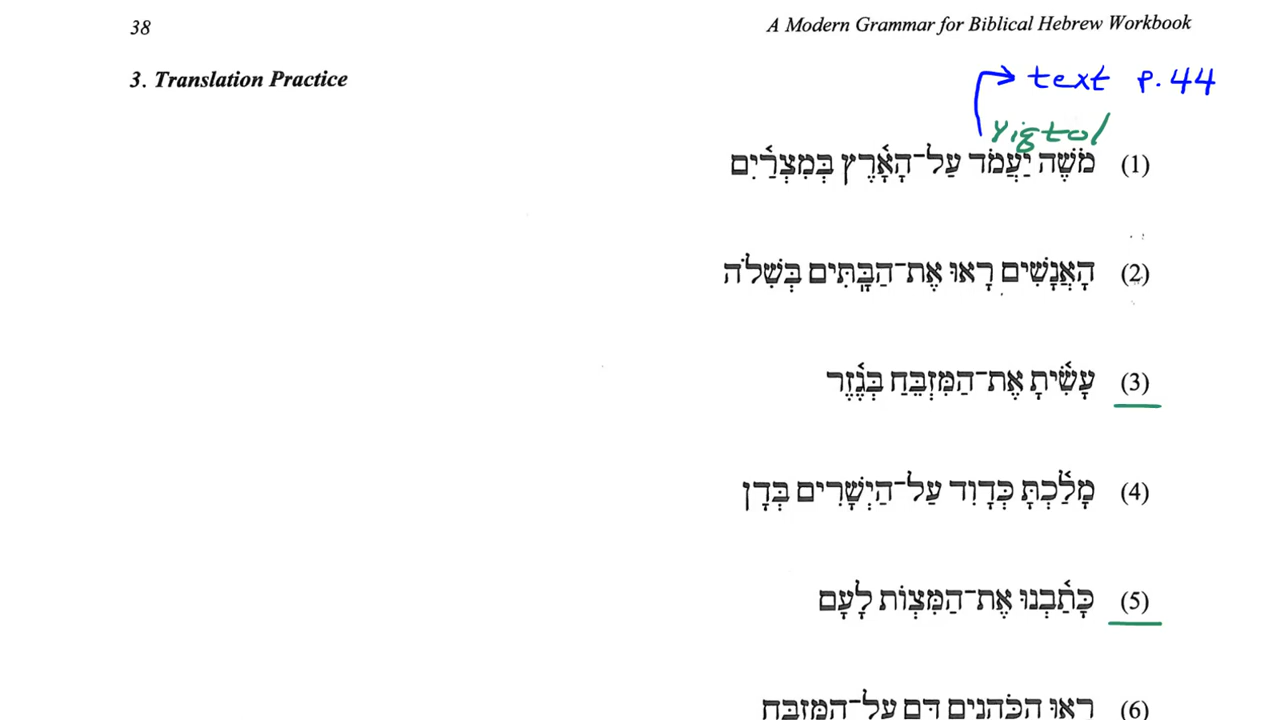 38 A Modern Grammar for Biblical Hebrew Workbook
3. Translation Practice
text p.44
Yigtol
(1) מֹשֶׁה יַעֲמֹד עַל־הָאָ֫רֶץ בְּמִצְרַ֫יִם
(2) הָאֲנָשִׁים רָאוּ אֶת־הַבָּֽתִּים בְּשִׁלֹה
(3) עָשִׂ֫יתָ אֶת־הַמִּזְבֵּחַ בְּגֶ֫זֶר
(4) מָלַ֫כְתָּ כְּדָוִד עַל־הַיְשָׁרִים בְּדָן
(5) כָּתַ֫בְנוּ אֶת־הַמִּצְוֹת לָעָם
(6) רָאוּ הַכֹּהֲנִים דָּם עַל־הַמִּזְבֵּחַ